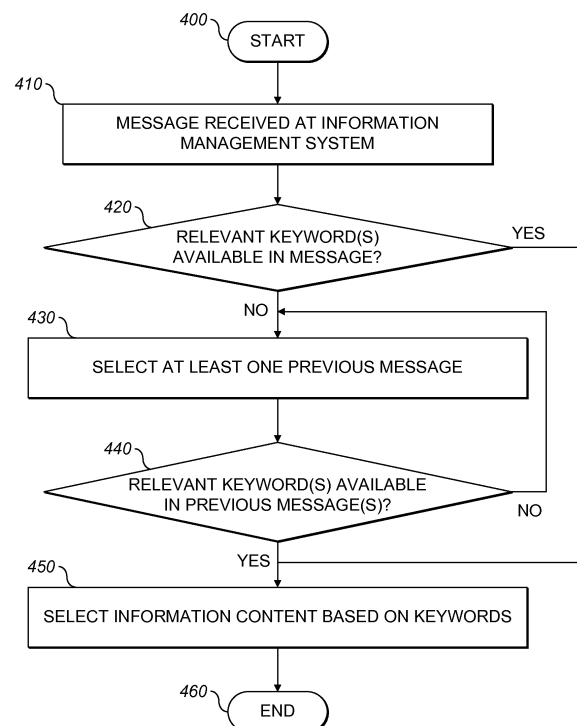 400
START
410
MESSAGE RECEIVED AT INFORMATION
MANAGEMENT SYSTEM
420
RELEVANT KEYWORD(S)
AVAILABLE IN MESSAGE?
YES
NO
430
SELECT AT LEAST ONE PREVIOUS MESSAGE
440
RELEVANT KEYWORD(S) AVAILABLE
IN PREVIOUS MESSAGE(S)?
NO
YES
450
SELECT INFORMATION CONTENT BASED ON KEYWORDS
460
END